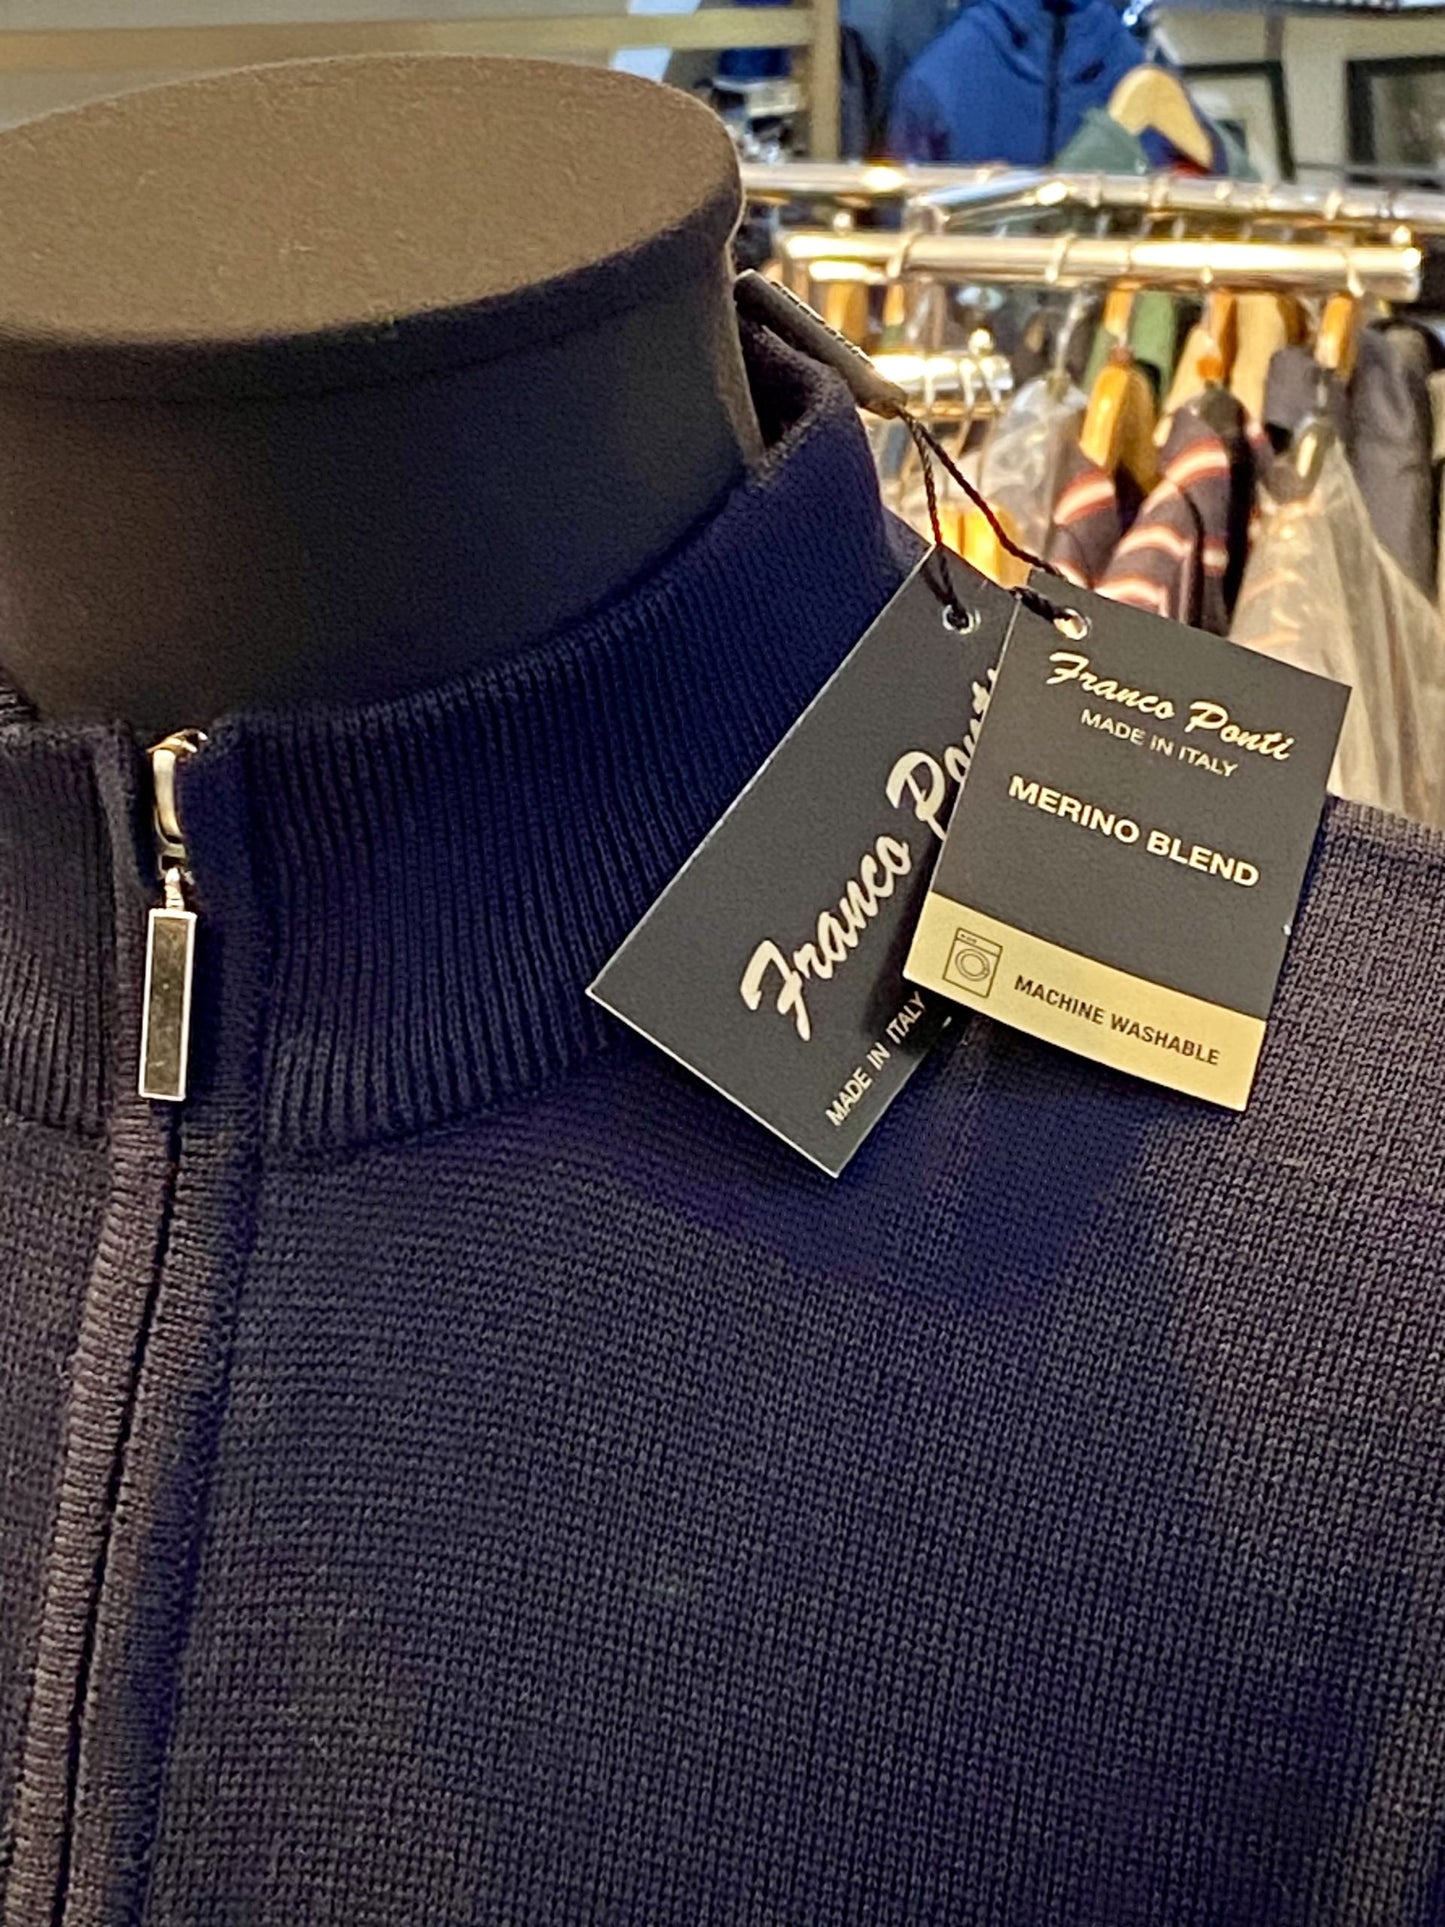 Franco Ponti
MADE IN ITALY
Franco Ponti
MADE IN ITALY
MERINO BLEND
MACHINE WASHABLE